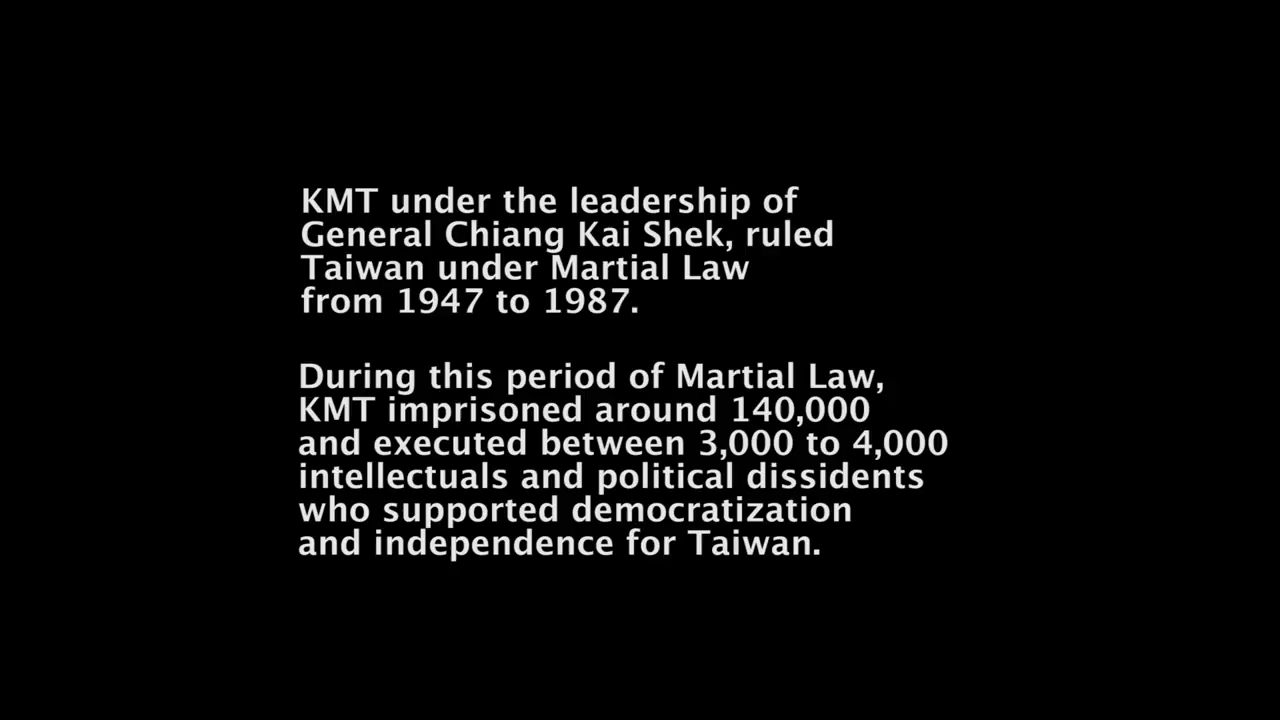 KMT under the leadership of
General Chiang Kai Shek, ruled
Taiwan under Martial Law
from 1947 to 1987.
During this period of Martial Law,
KMT imprisoned around 140,000
and executed between 3,000 to 4,000
intellectuals and political dissidents
who supported democratization
and independence for Taiwan.